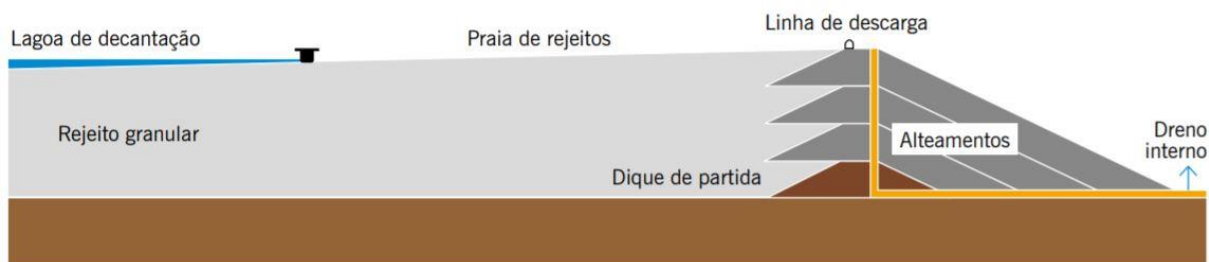 Linha de descarga
Lagoa de decantação
Praia de rejeitos
Rejeito granular
Alteamentos
Dreno
interno
Dique de partida